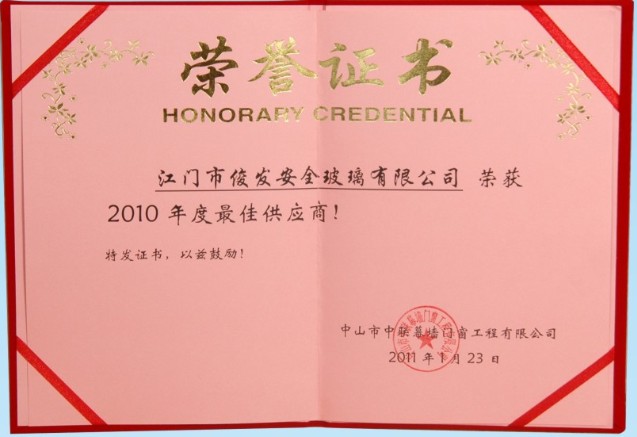 荣誉证书
HONORARY CREDENTIAL
江门市俊发安全玻璃有限公司 荣获
2010 年度最佳供应商!
特发证书,以兹鼓励!
中山市中联幕墙门窗工程有限公司
2011 年 1 月 23 日